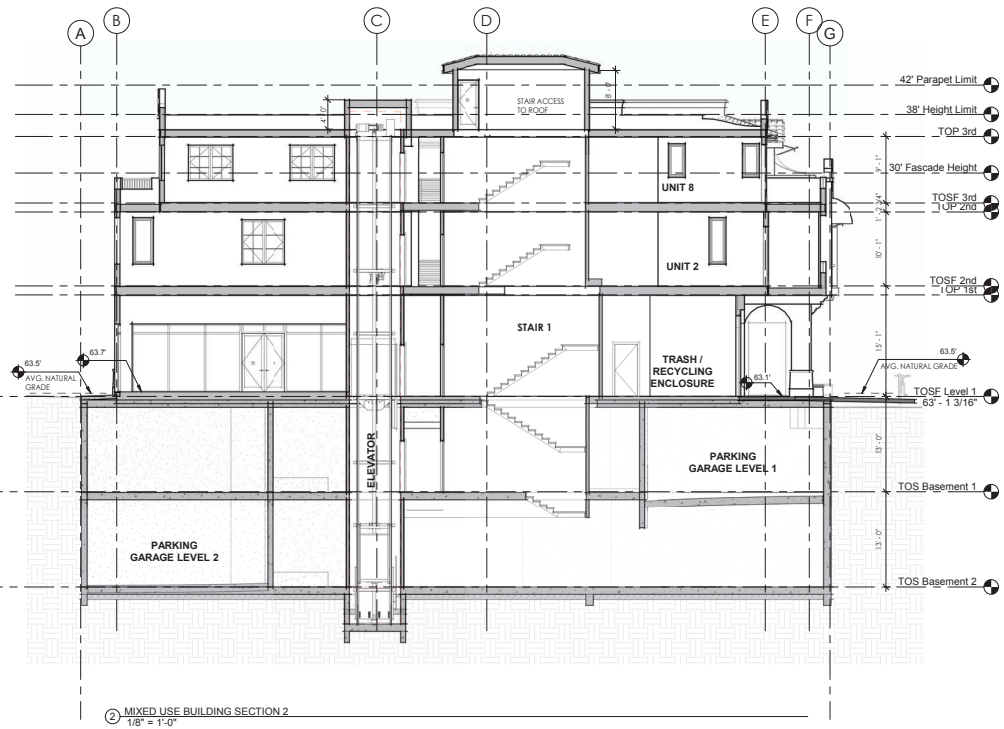 A
B
C
D
E
F
G
42' Parapet Limit
38' Height Limit
TOP 3rd
30' Fascade Height
TOSF 3rd
TOP 2nd
TOSF 2nd
TOP 1st
TOSF Level 1
63' - 1 3/16"
TOS Basement 1
TOS Basement 2
STAIR ACCESS
TO ROOF
4' - 0"
9' - 1"
10' - 1"
15' - 1"
13' - 0"
13' - 0"
UNIT 8
UNIT 2
STAIR 1
TRASH /
RECYCLING
ENCLOSURE
63.5'
AVG. NATURAL
GRADE
63.7'
63.1'
63.5'
AVG. NATURAL GRADE
ELEVATOR
PARKING
GARAGE LEVEL 1
PARKING
GARAGE LEVEL 2
2
MIXED USE BUILDING SECTION 2
1/8" = 1'-0"